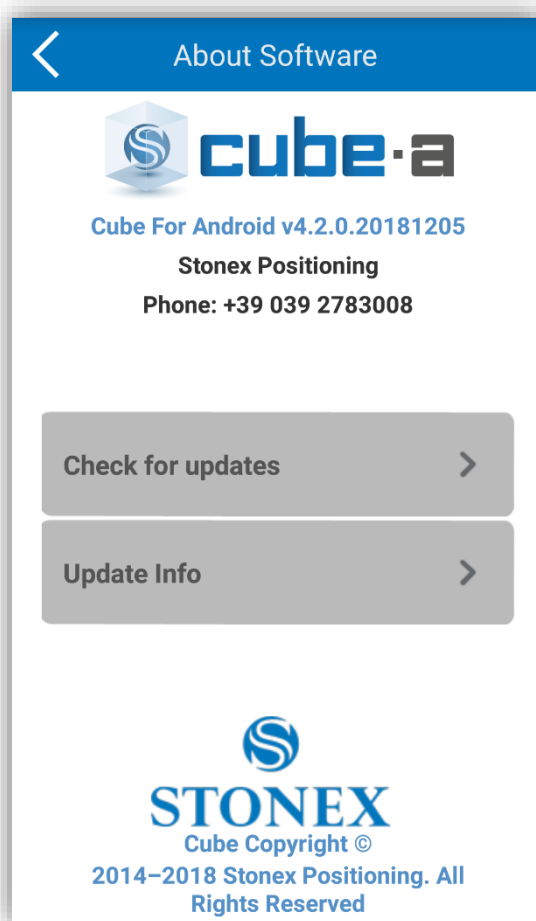 About Software
cube·a
Cube For Android v4.2.0.20181205
Stonex Positioning
Phone: +39 039 2783008
Check for updates
Update Info
STONEX
Cube Copyright ©
2014–2018 Stonex Positioning. All
Rights Reserved